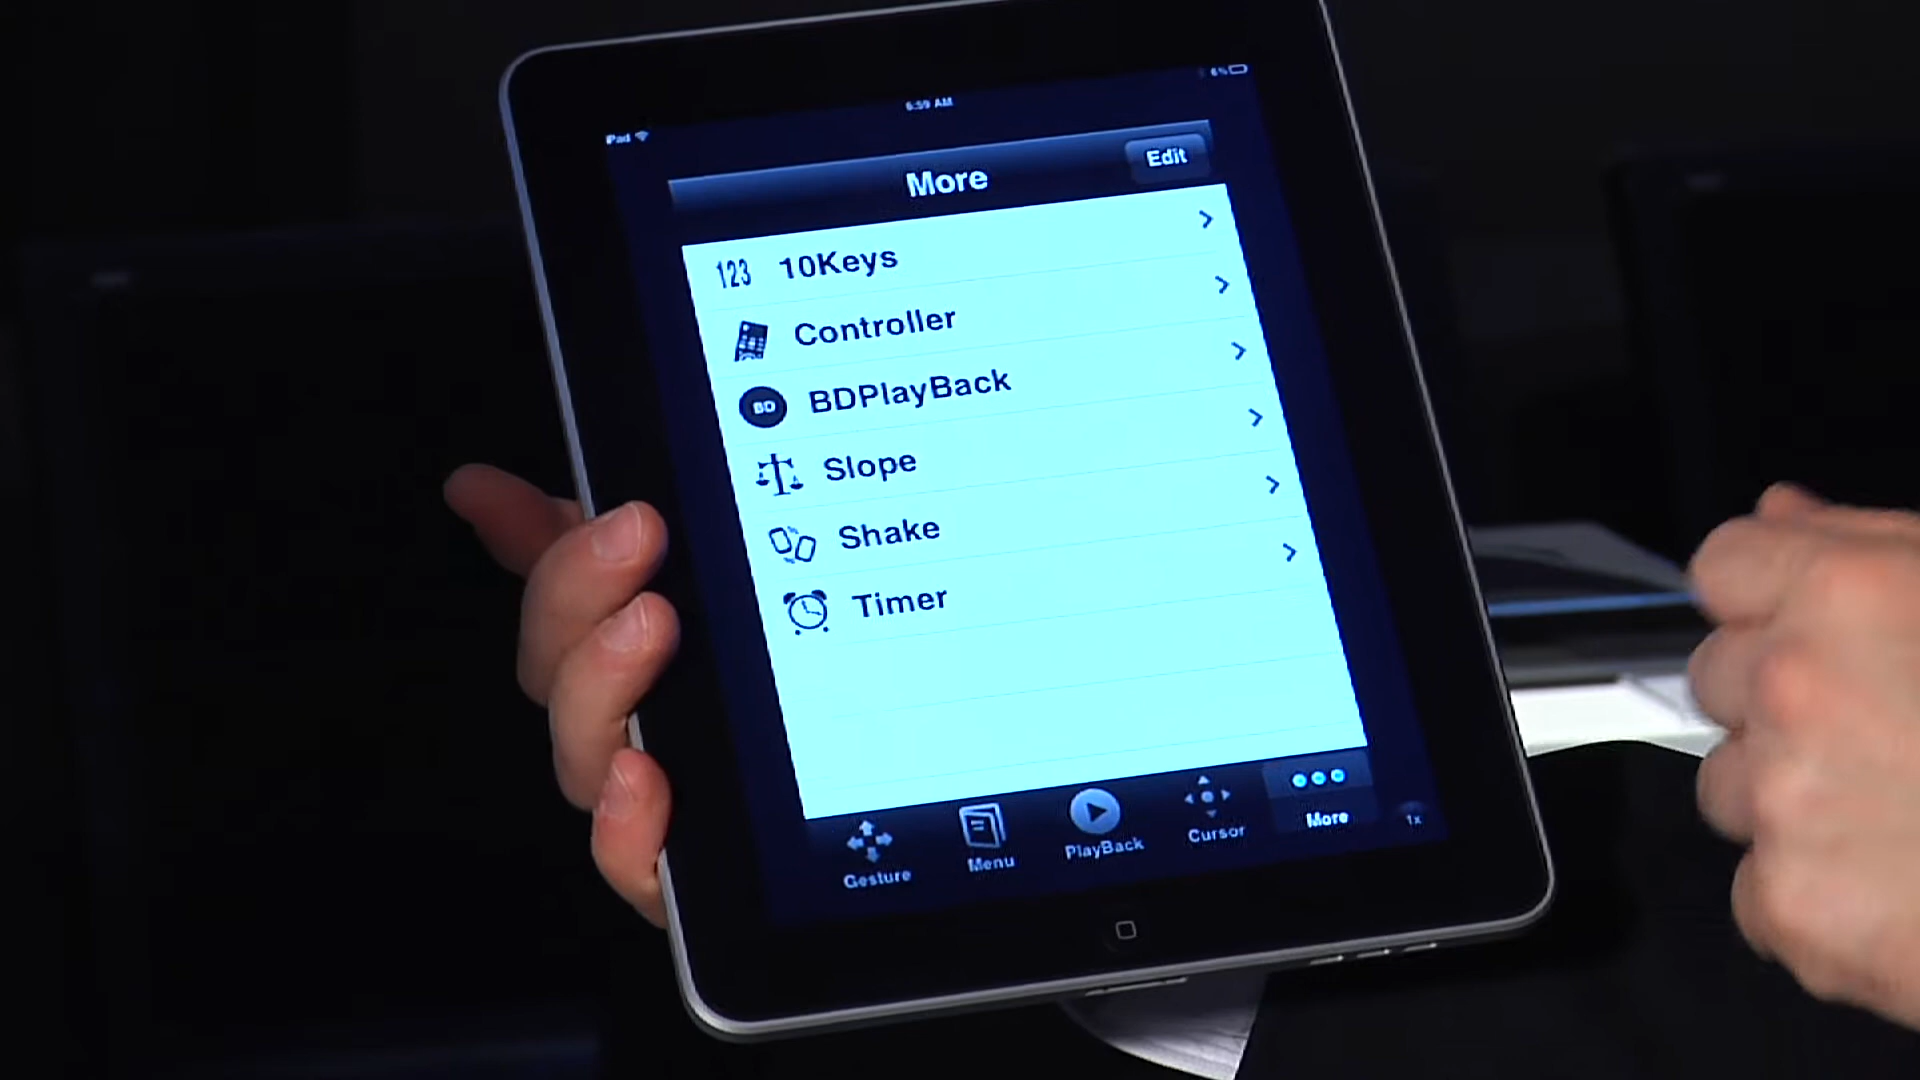 iPad
6:59 AM
6%
More
Edit
123 10Keys
Controller
BD BDPlayBack
Slope
Shake
Timer
Gesture
Menu
PlayBack
Cursor
More
1x